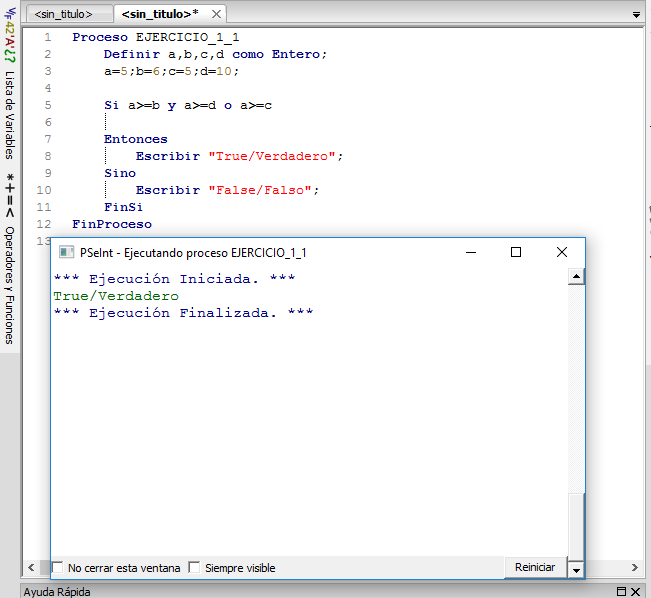 <sin_titulo>
<sin_titulo>*
1 Proceso EJERCICIO_1_1
2 Definir a,b,c,d como Entero;
3 a=5;b=6;c=5;d=10;
4
5 Si a>=b y a>=d o a>=c
6
7 Entonces
8 Escribir "True/Verdadero";
9 Sino
10 Escribir "False/Falso";
11 FinSi
12 FinProceso
13
42 'A' ¿? Lista de Variables
*+=< Operadores y Funciones
PSeInt - Ejecutando proceso EJERCICIO_1_1
*** Ejecución Iniciada. ***
True/Verdadero
*** Ejecución Finalizada. ***
No cerrar esta ventana
Siempre visible
Reiniciar
Ayuda Rápida